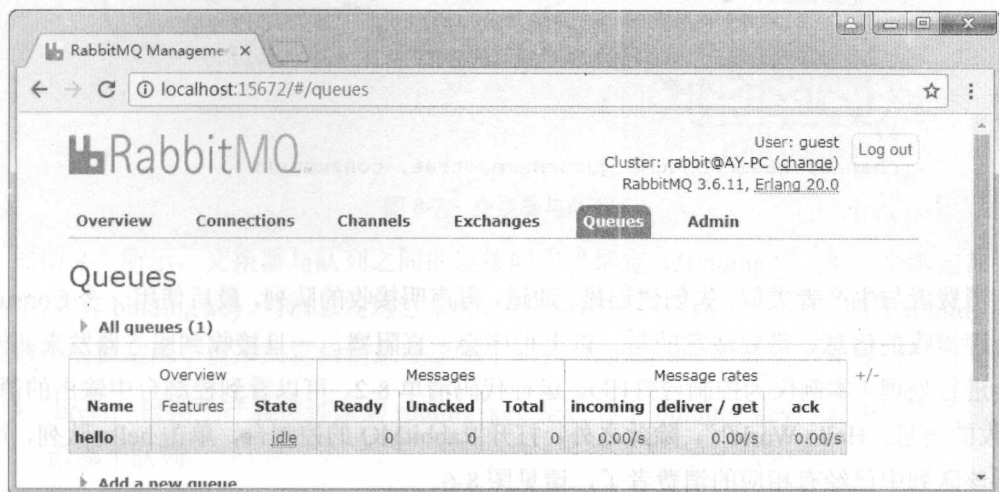 RabbitMQ Managemen
localhost:15672/#/queues
RabbitMQ
User: guest
Log out
Cluster: rabbit@AY-PC (change)
RabbitMQ 3.6.11, Erlang 20.0
Overview Connections Channels Exchanges Queues Admin
Queues
All queues (1)
Overview Messages Message rates +/-
Name Features State Ready Unacked Total incoming deliver / get ack
hello idle 0 0 0 0.00/s 0.00/s 0.00/s
Add a new queue